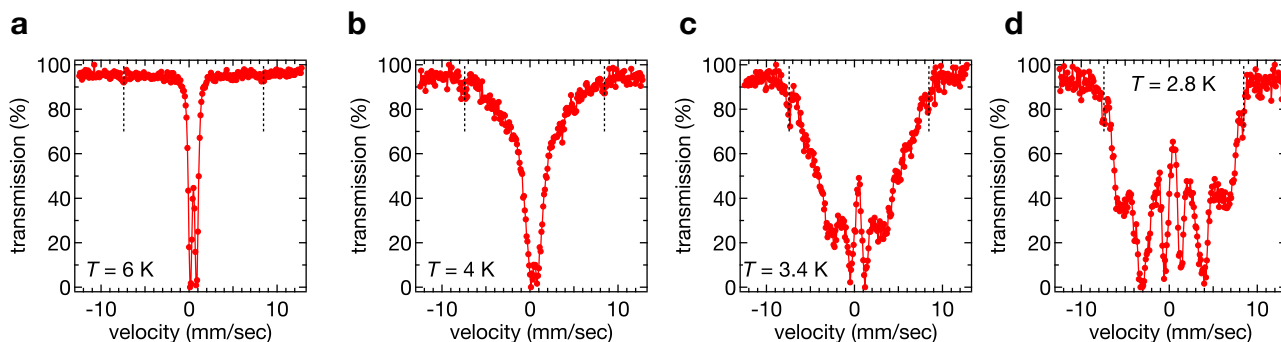 a
b
c
d
100
80
60
40
20
0
transmission (%)
T = 6 K
-10
0
10
velocity (mm/sec)
100
80
60
40
20
0
transmission (%)
T = 4 K
-10
0
10
velocity (mm/sec)
100
80
60
40
20
0
transmission (%)
T = 3.4 K
-10
0
10
velocity (mm/sec)
100
80
60
40
20
0
transmission (%)
T = 2.8 K
-10
0
10
velocity (mm/sec)